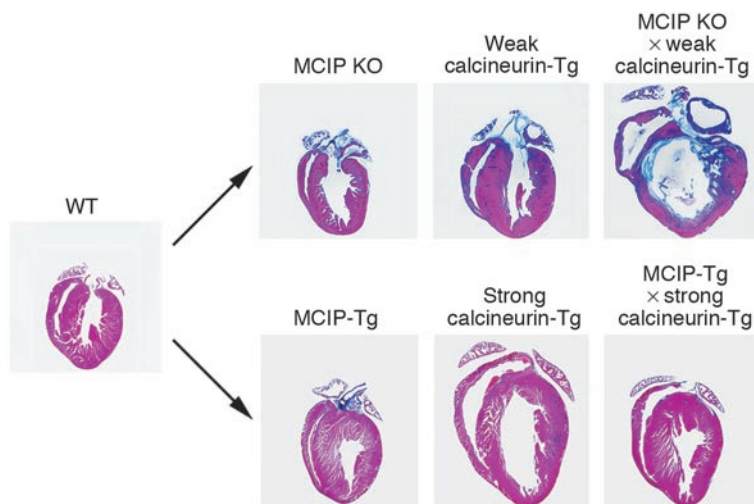 MCIP KO
Weak
calcineurin-Tg
MCIP KO
× weak
calcineurin-Tg
WT
MCIP-Tg
Strong
calcineurin-Tg
MCIP-Tg
× strong
calcineurin-Tg